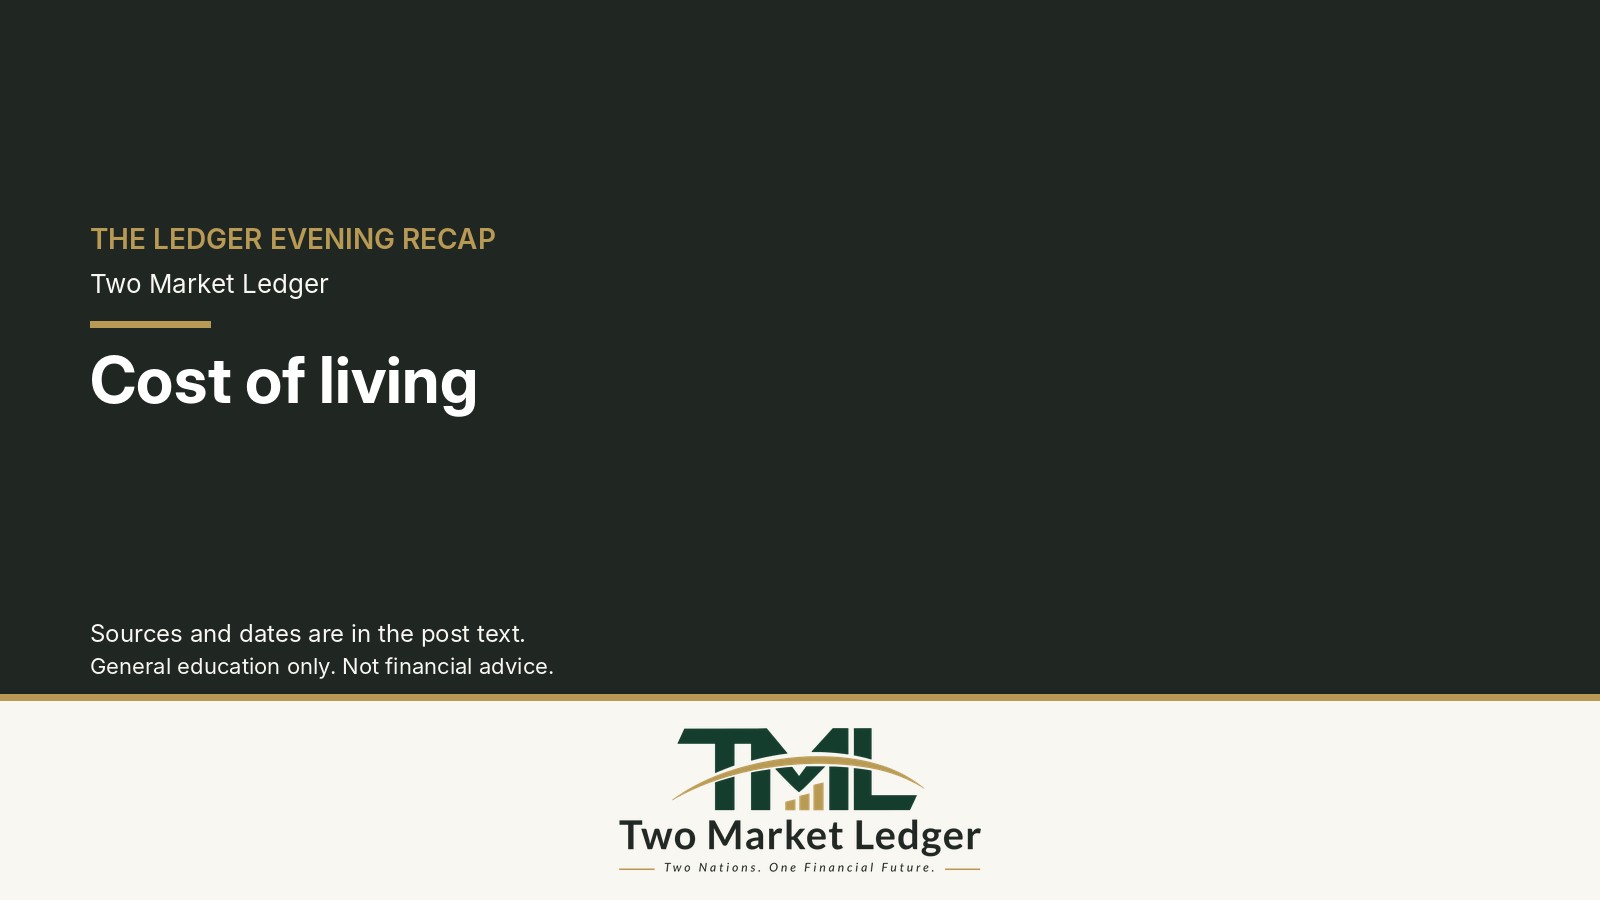 THE LEDGER EVENING RECAP
Two Market Ledger
Cost of living
Sources and dates are in the post text.
General education only. Not financial advice.
TML
Two Market Ledger
Two Nations. One Financial Future.